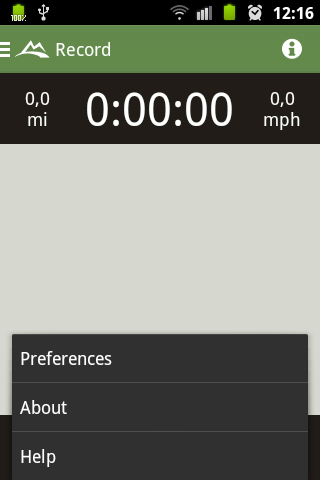 100%
12:16
Record
0,0
mi
0:00:00
0,0
mph
Preferences
About
Help